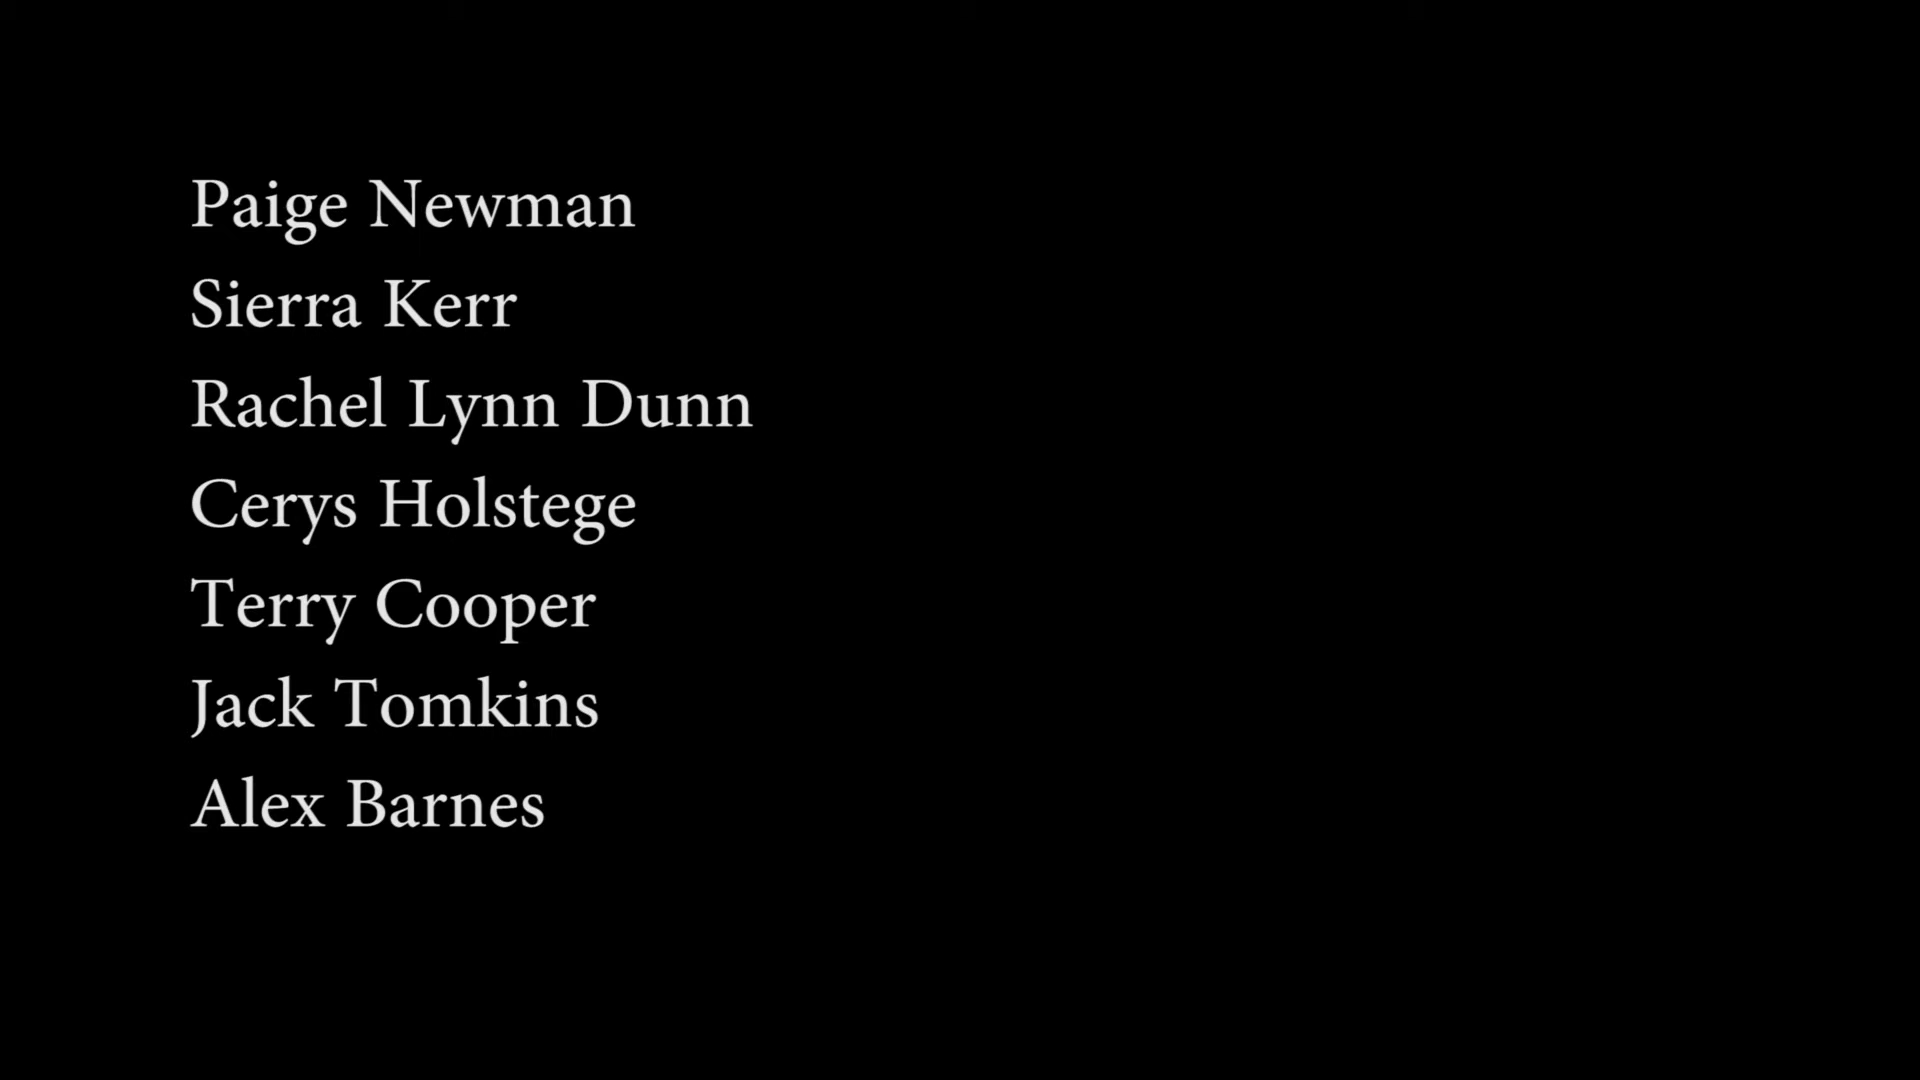 Paige Newman
Sierra Kerr
Rachel Lynn Dunn
Cerys Holstege
Terry Cooper
Jack Tomkins
Alex Barnes